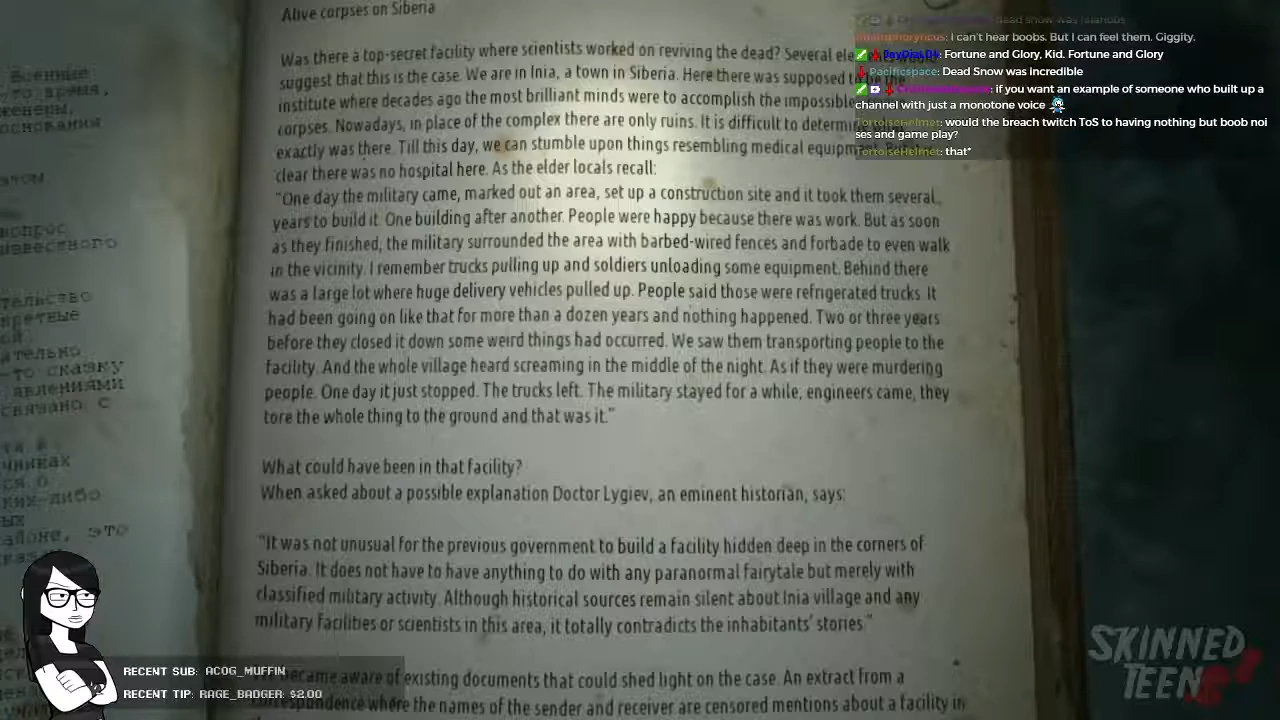 Alive corpses on Siberia
Was there a top-secret facility where scientists worked on reviving the dead? Several
suggest that this is the case. We are in Inia, a town in Siberia. Here there was supposed to be the
institute where decades ago the most brilliant minds were to accomplish the impossible
corpses. Nowadays, in place of the complex there are only ruins. It is difficult to
exactly was there. Till this day, we can stumble upon things resembling medical
clear there was no hospital here. As the elder locals recall:
"One day the military came, marked out an area, set up a construction site and it took them several
years to build it. One building after another. People were happy because there was work. But as soon
as they finished, the military surrounded the area with barbed-wired fences and forbade to even walk
in the vicinity. I remember trucks pulling up and soldiers unloading some equipment. Behind there
was a large lot where huge delivery vehicles pulled up. People said those were refrigerated trucks. It
had been going on like that for more than a dozen years and nothing happened. Two or three years
before they closed it down some weird things had occurred. We saw them transporting people to the
facility. And the whole village heard screaming in the middle of the night. As if they were murdering
people. One day it just stopped. The trucks left. The military stayed for a while, engineers came, they
tore the whole thing to the ground and that was it."
What could have been in that facility?
When asked about a possible explanation Doctor Lygiev, an eminent historian, says:
"It was not unusual for the previous government to build a facility hidden deep in the corners of
Siberia. It does not have to have anything to do with any paranormal fairytale but merely with
classified military activity. Although historical sources remain silent about Inia village and any
military facilities or scientists in this area, it totally contradicts the inhabitants' stories."
became aware of existing documents that could shed light on the case. An extract from a
where the names of the sender and receiver are censored mentions about a facility in
Военные
время,
основания
этом
вопрос
известного
то сказку
явлениями
связано с
это
dead snow was
I can't hear boobs. But I can feel them. Giggity.
Fortune and Glory, Kid. Fortune and Glory
Pacificspace: Dead Snow was incredible
if you want an example of someone who built up a
channel with just a monotone voice
TortoiseHelmet: would the breach twitch ToS to having nothing but boob noi
ses and game play?
TortoiseHelmet: that*
RECENT SUB: ACOG_MUFFIN
RECENT TIP: RAGE_BADGER: $2.00
SKINNED
TEEN